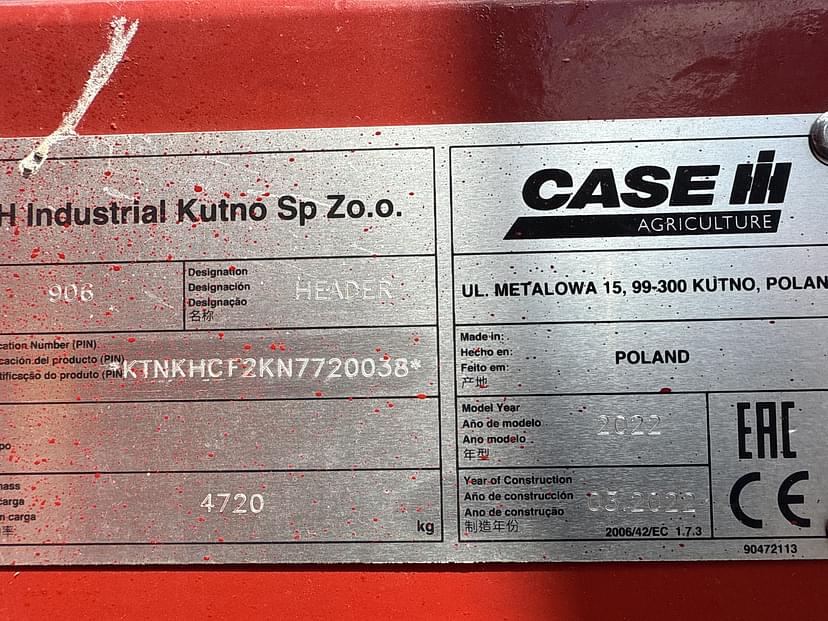 H Industrial Kutno Sp Zo.o.
906
Designation
Designación
Designação
名称
HEADER
ication Number (PIN)
cación del producto (PIN)
tificação do produto (PIN
*KTNKHCF2KN7720038*
po
mass
carga
n carga
率
4720
kg
CASE IH
AGRICULTURE
UL. METALOWA 15, 99-300 KUTNO, POLAN
Made in:
Hecho en:
Feito em:
产地
POLAND
Model Year
Año de modelo
Ano modelo
年型
2022
Year of Construction
Año de construcción
Ano de construção
制造年份
03.2022
2006/42/EC 1.7.3
EAC
CE
90472113